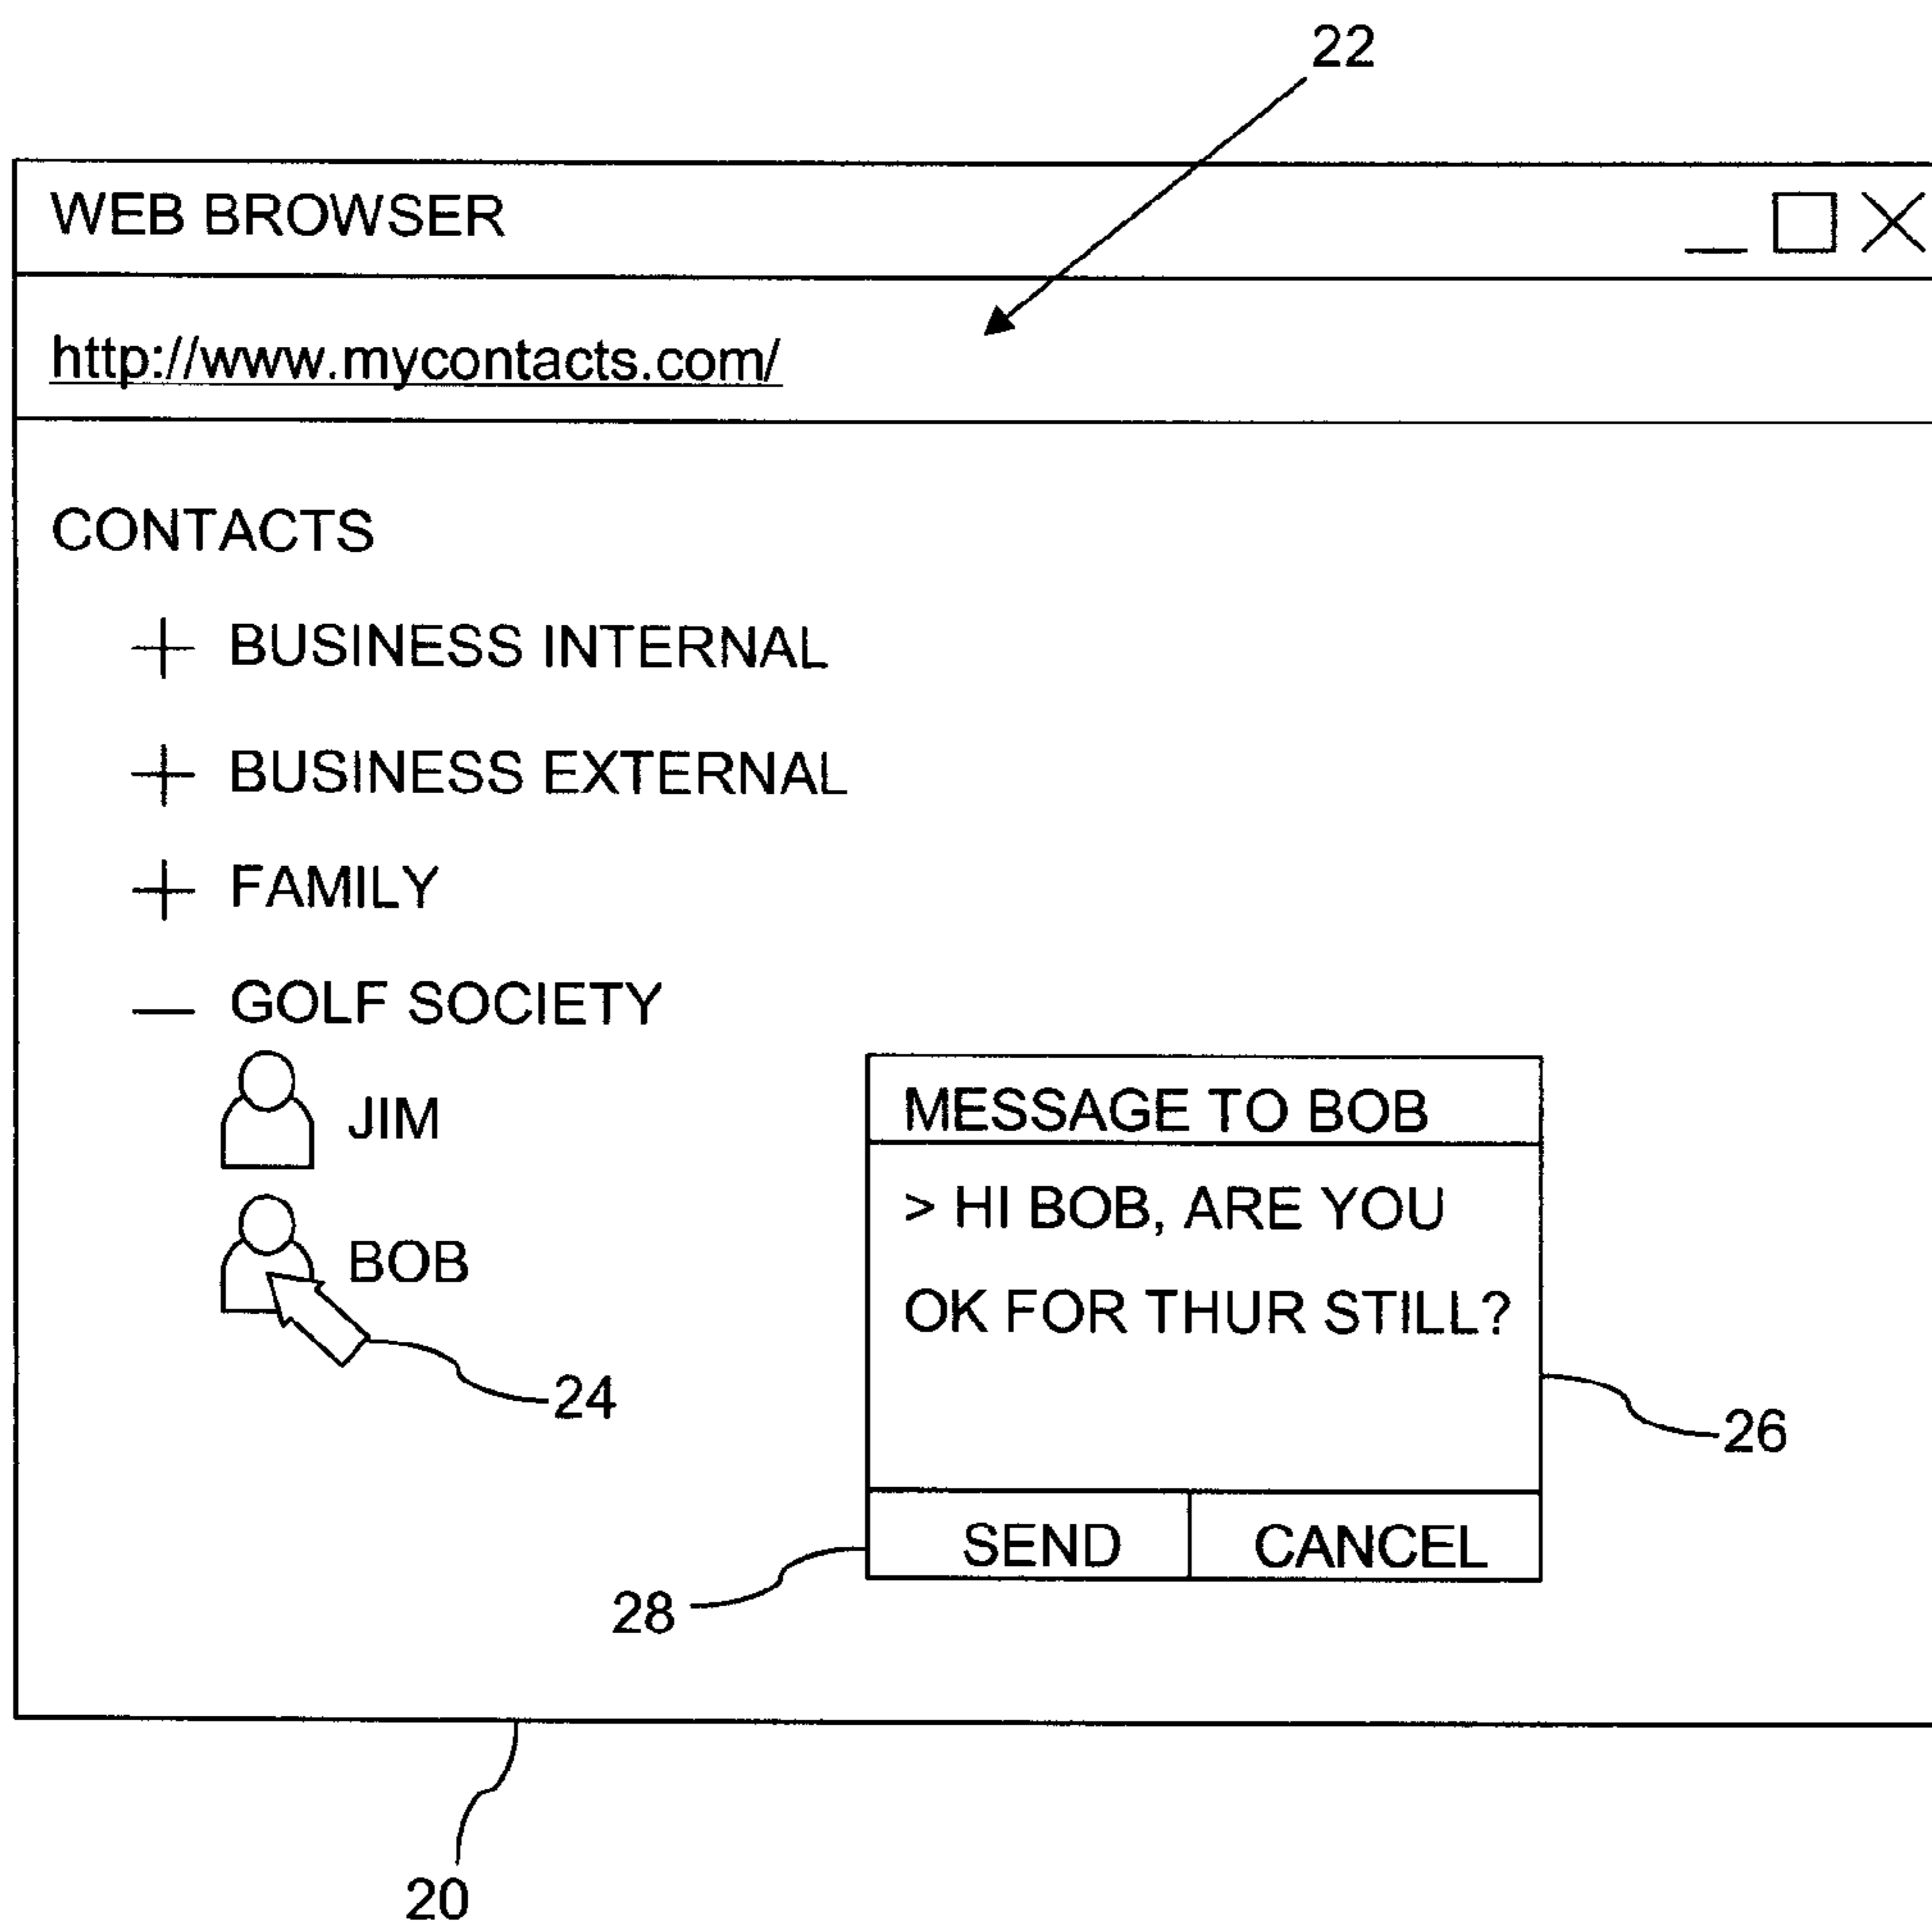 22
WEB BROWSER
http://www.mycontacts.com/
CONTACTS
+ BUSINESS INTERNAL
+ BUSINESS EXTERNAL
+ FAMILY
— GOLF SOCIETY
JIM
BOB
24
MESSAGE TO BOB
> HI BOB, ARE YOU
OK FOR THUR STILL?
26
SEND CANCEL
28
20